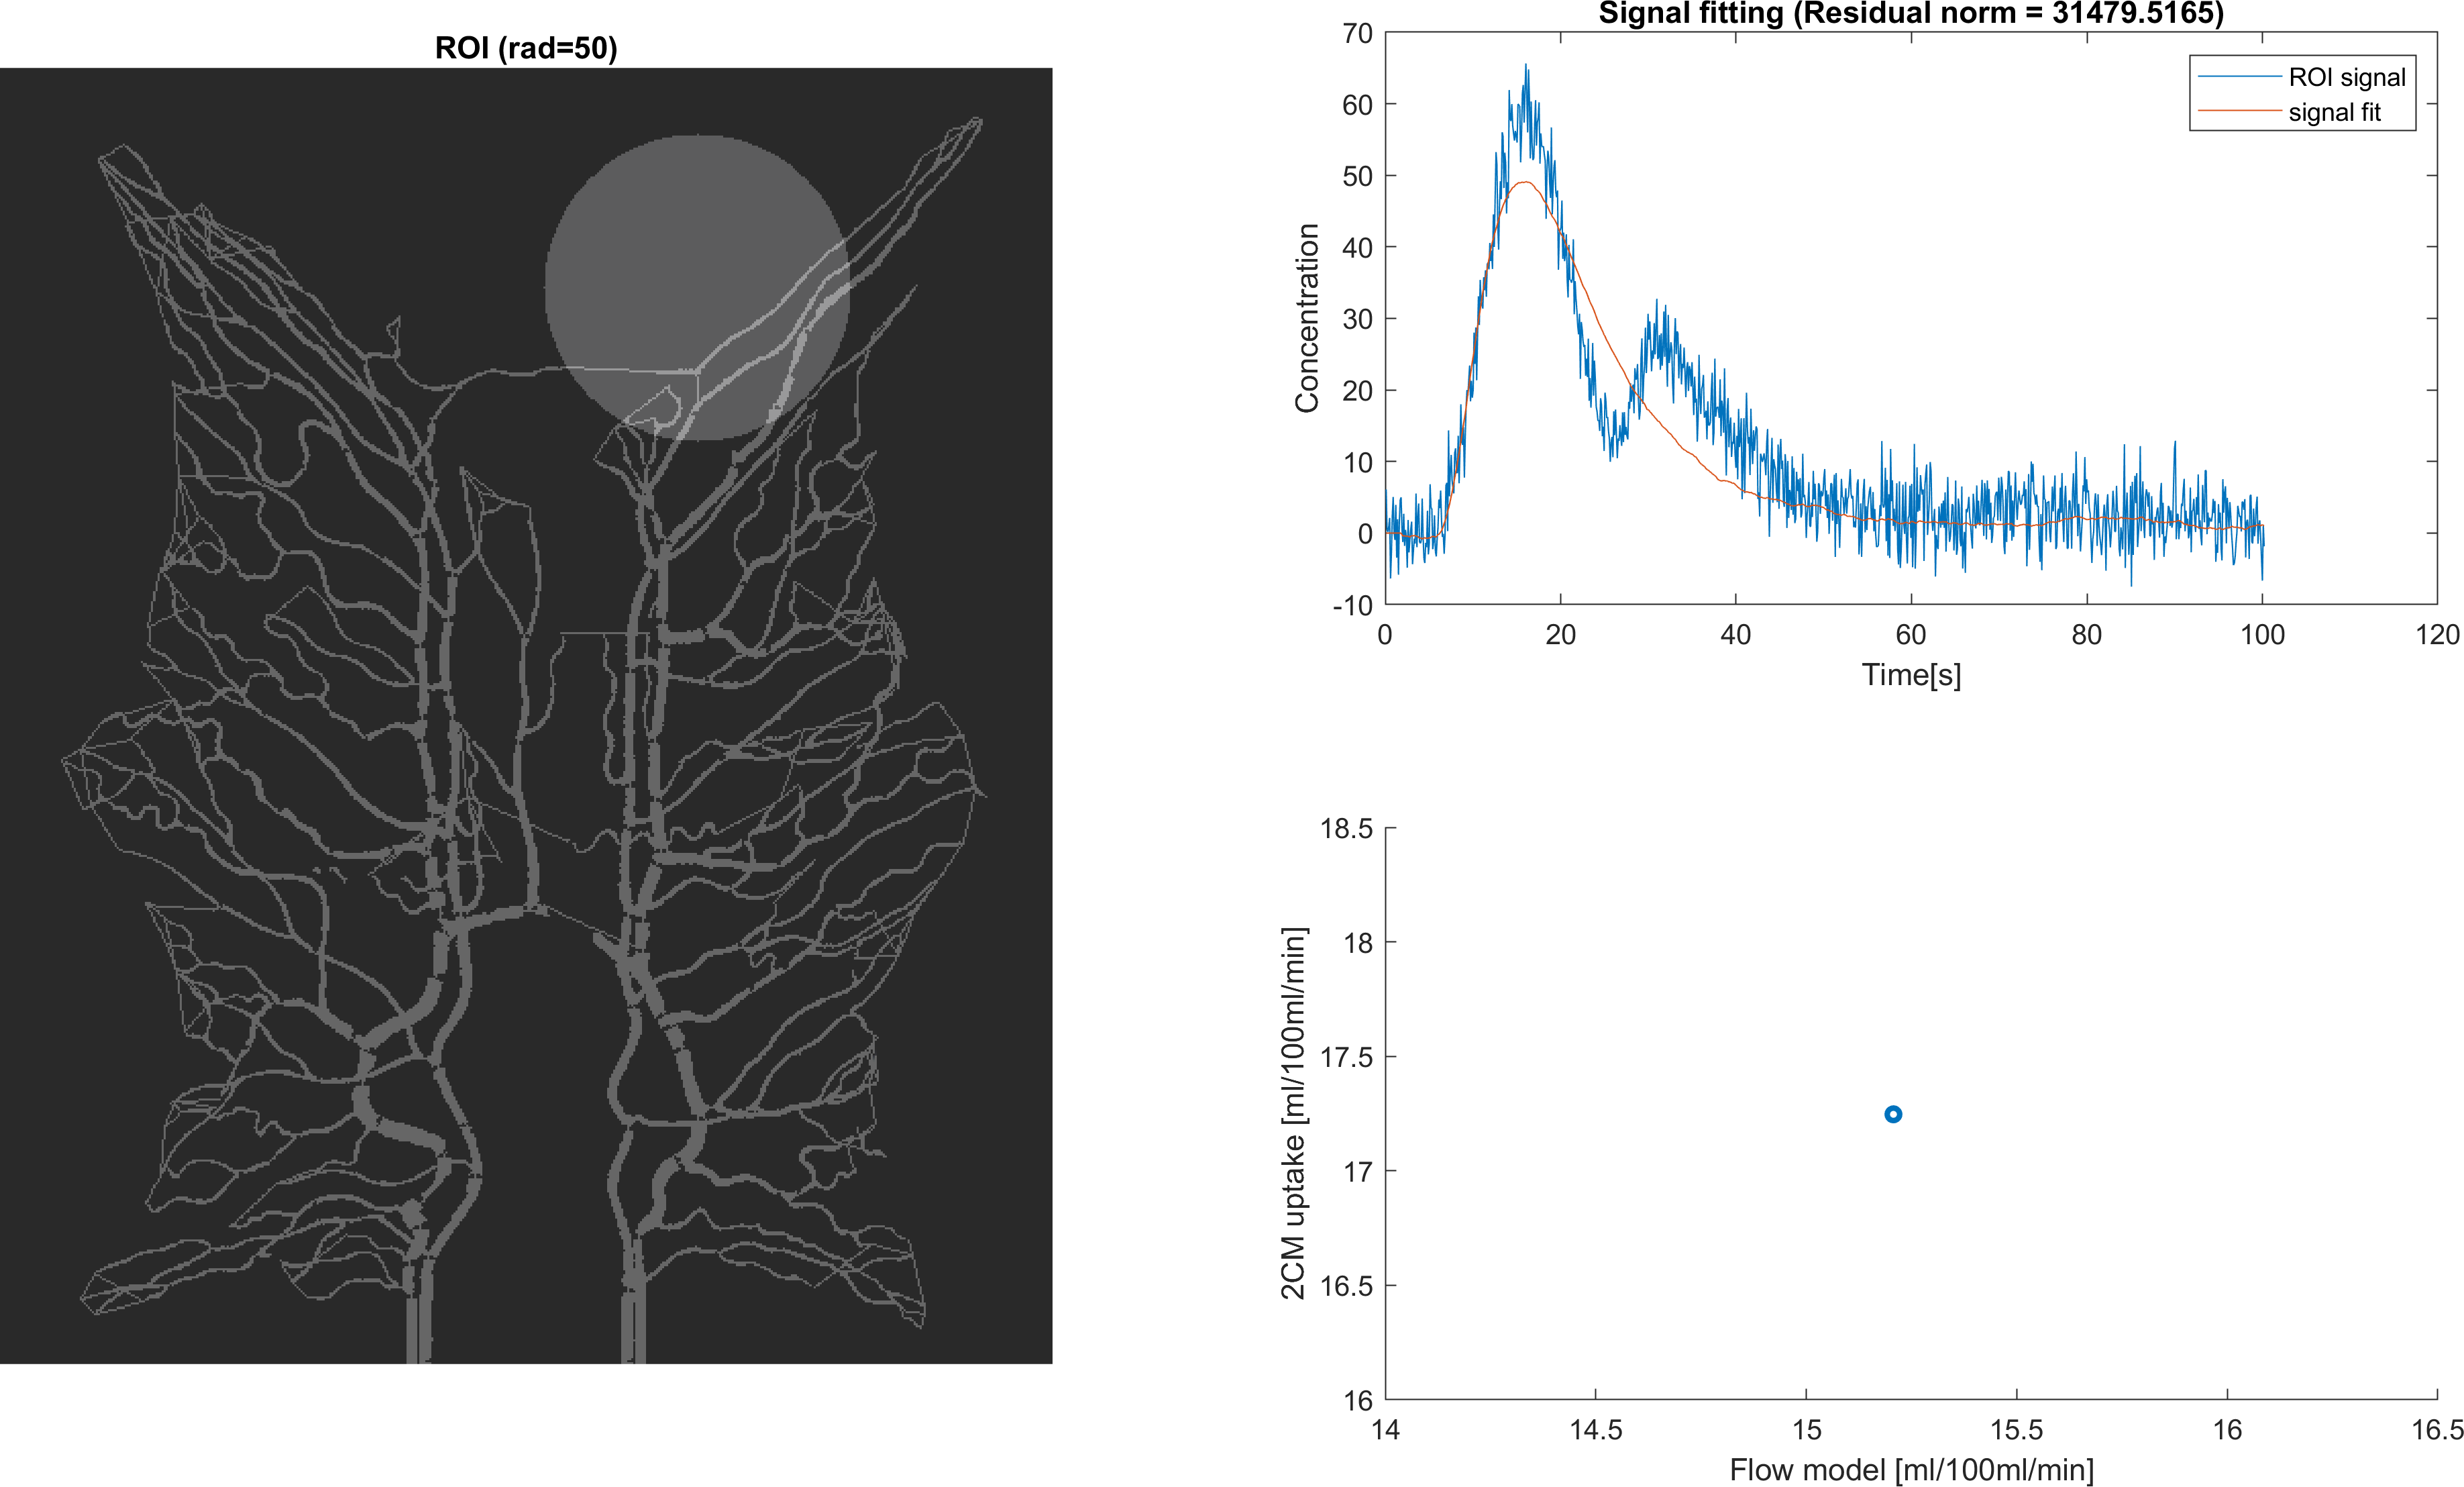 ROI (rad=50)
Signal fitting (Residual norm = 31479.5165)
70
60
50
40
30
20
10
0
-10
Concentration
ROI signal
signal fit
0 20 40 60 80 100 120
Time[s]
18.5
18
17.5
17
16.5
16
2CM uptake [ml/100ml/min]
14 14.5 15 15.5 16 16.5
Flow model [ml/100ml/min]